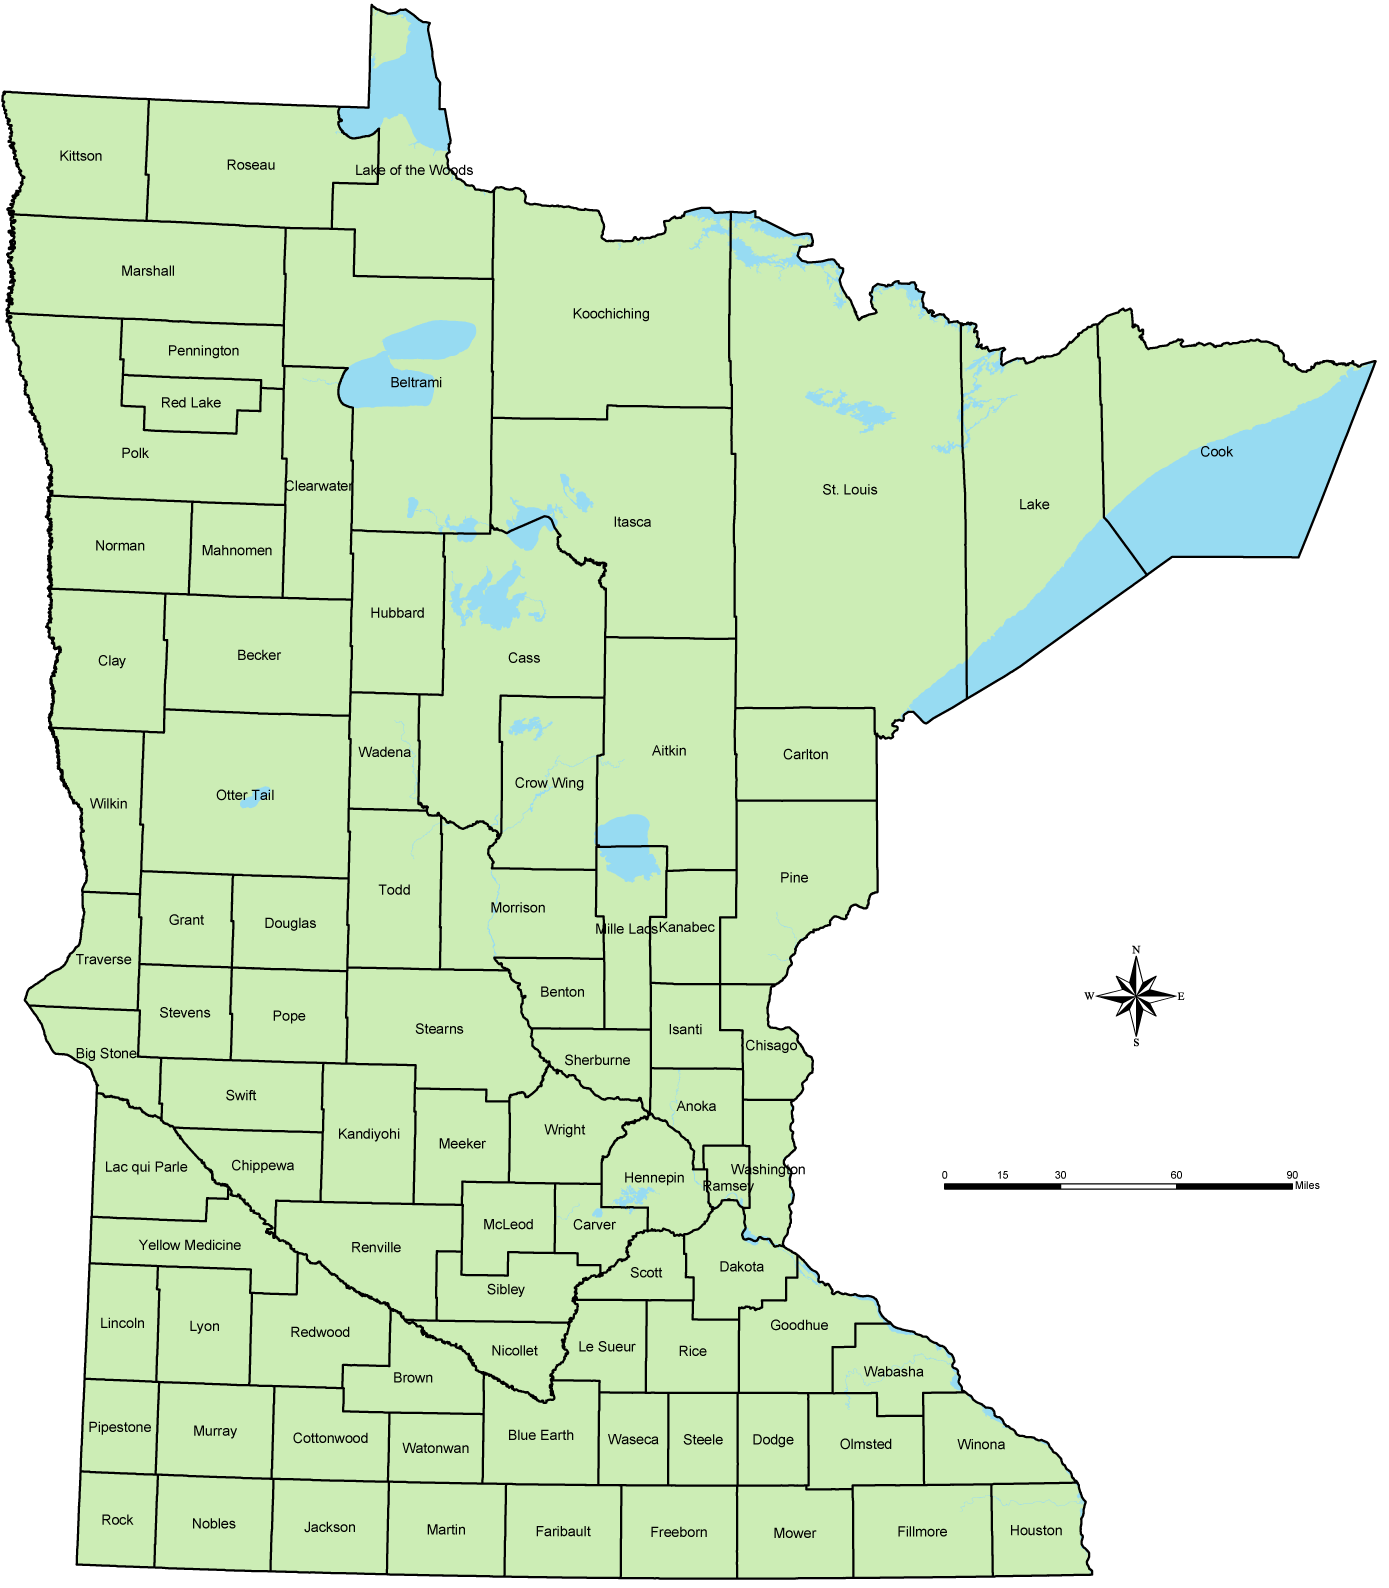 Kittson
Roseau
Lake of the Woods
Marshall
Koochiching
Pennington
Beltrami
Red Lake
Polk
Clearwater
Cook
St. Louis
Lake
Itasca
Norman
Mahnomen
Hubbard
Clay
Becker
Cass
Wadena
Aitkin
Carlton
Otter Tail
Crow Wing
Wilkin
Todd
Pine
Grant
Douglas
Morrison
Mille Lacs
Kanabec
Traverse
N
W
E
S
Benton
Stevens
Pope
Stearns
Isanti
Chisago
Big Stone
Sherburne
Swift
Anoka
Kandiyohi
Meeker
Wright
Lac qui Parle
Chippewa
Hennepin
Washington
Ramsey
0 15 30 60 90
Miles
McLeod
Carver
Yellow Medicine
Renville
Scott
Dakota
Sibley
Lincoln
Lyon
Redwood
Goodhue
Nicollet
Le Sueur
Rice
Brown
Wabasha
Pipestone
Murray
Cottonwood
Watonwan
Blue Earth
Waseca
Steele
Dodge
Olmsted
Winona
Rock
Nobles
Jackson
Martin
Faribault
Freeborn
Mower
Fillmore
Houston